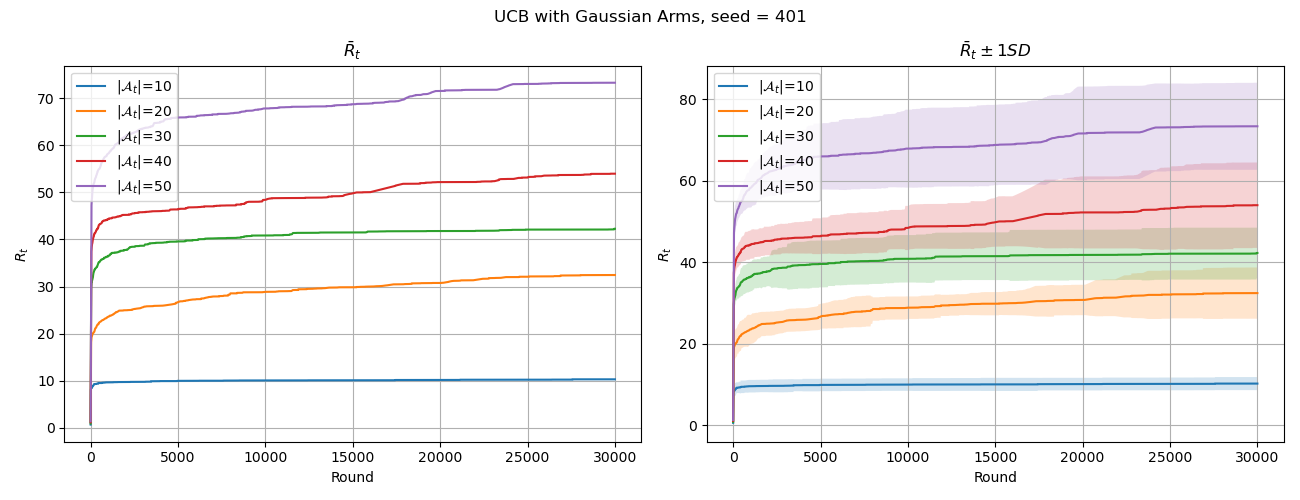 UCB with Gaussian Arms, seed = 401
R̄ₜ
|𝒜ₜ|=10
|𝒜ₜ|=20
|𝒜ₜ|=30
|𝒜ₜ|=40
|𝒜ₜ|=50
70
60
50
40
30
20
10
0
Rₜ
0 5000 10000 15000 20000 25000 30000
Round
R̄ₜ ± 1SD
|𝒜ₜ|=10
|𝒜ₜ|=20
|𝒜ₜ|=30
|𝒜ₜ|=40
|𝒜ₜ|=50
80
60
40
20
0
Rₜ
0 5000 10000 15000 20000 25000 30000
Round